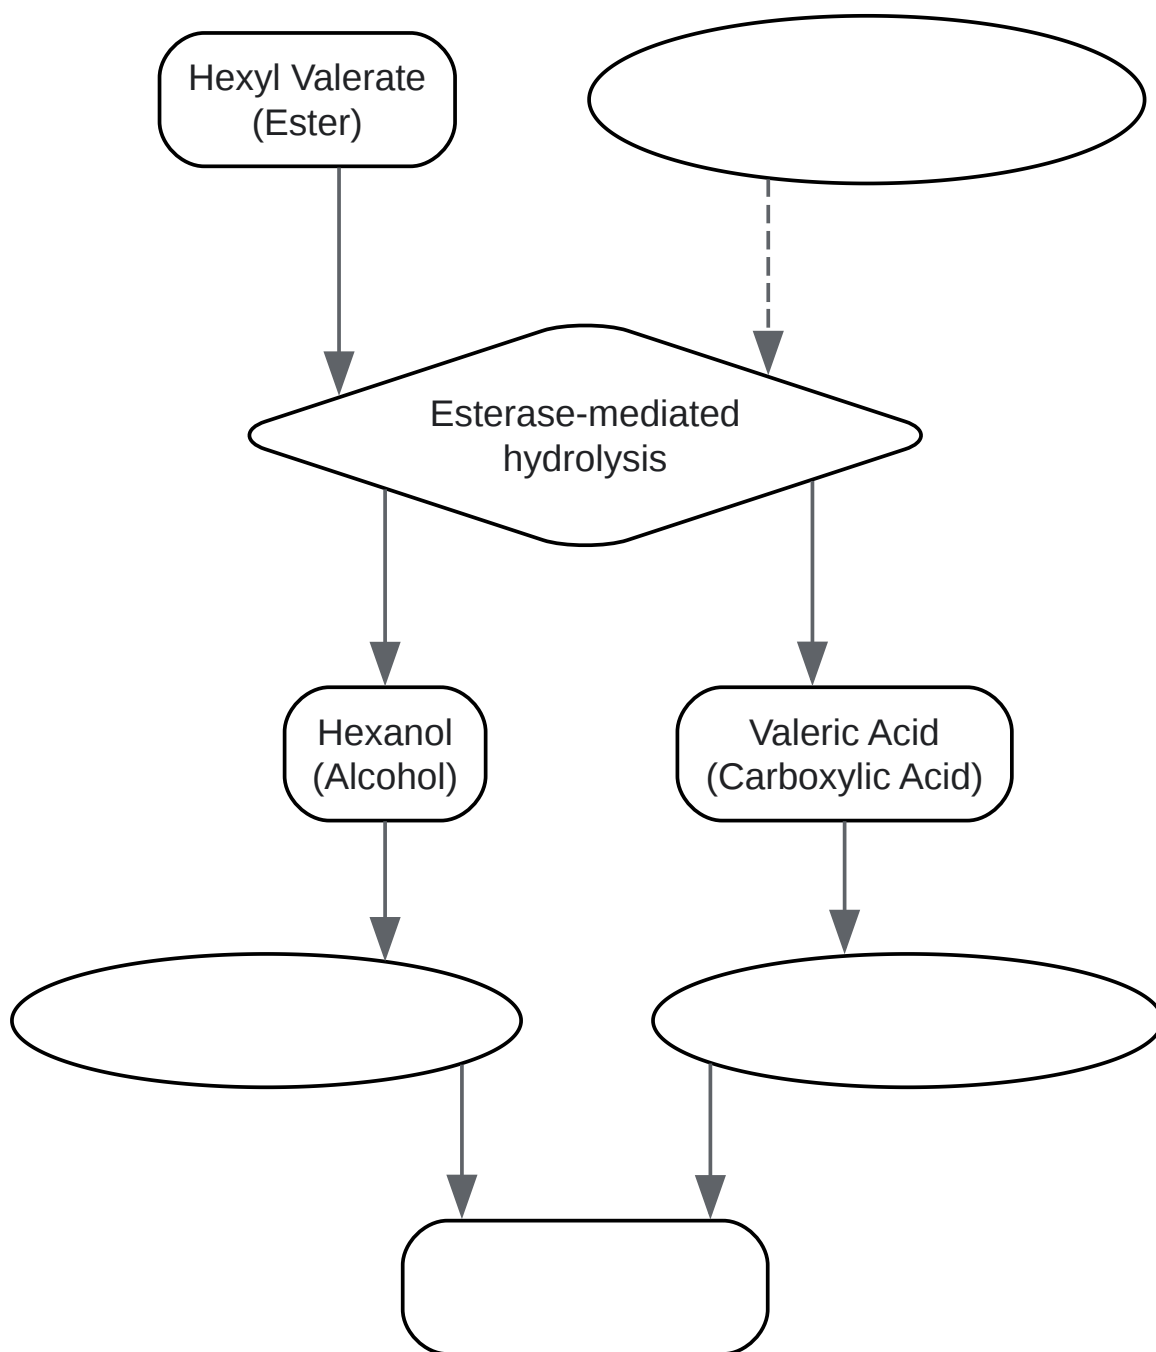 Hexyl Valerate
(Ester)
Esterase-mediated
hydrolysis
Hexanol
(Alcohol)
Valeric Acid
(Carboxylic Acid)